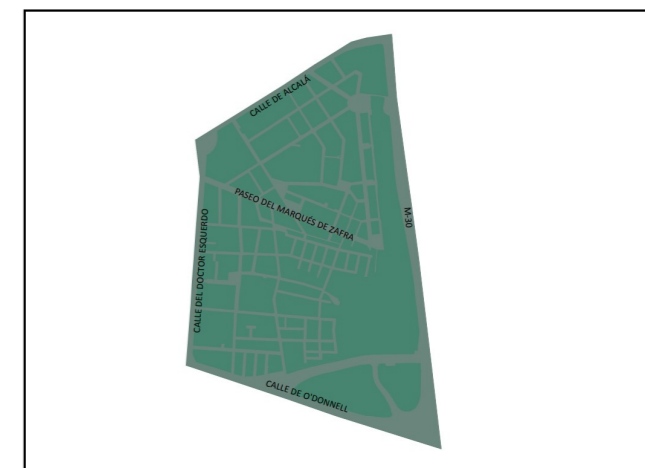 CALLE DE ALCALÁ
PASEO DEL MARQUÉS DE ZAFRA
M-30
CALLE DEL DOCTOR ESQUERDO
CALLE DE O'DONNELL